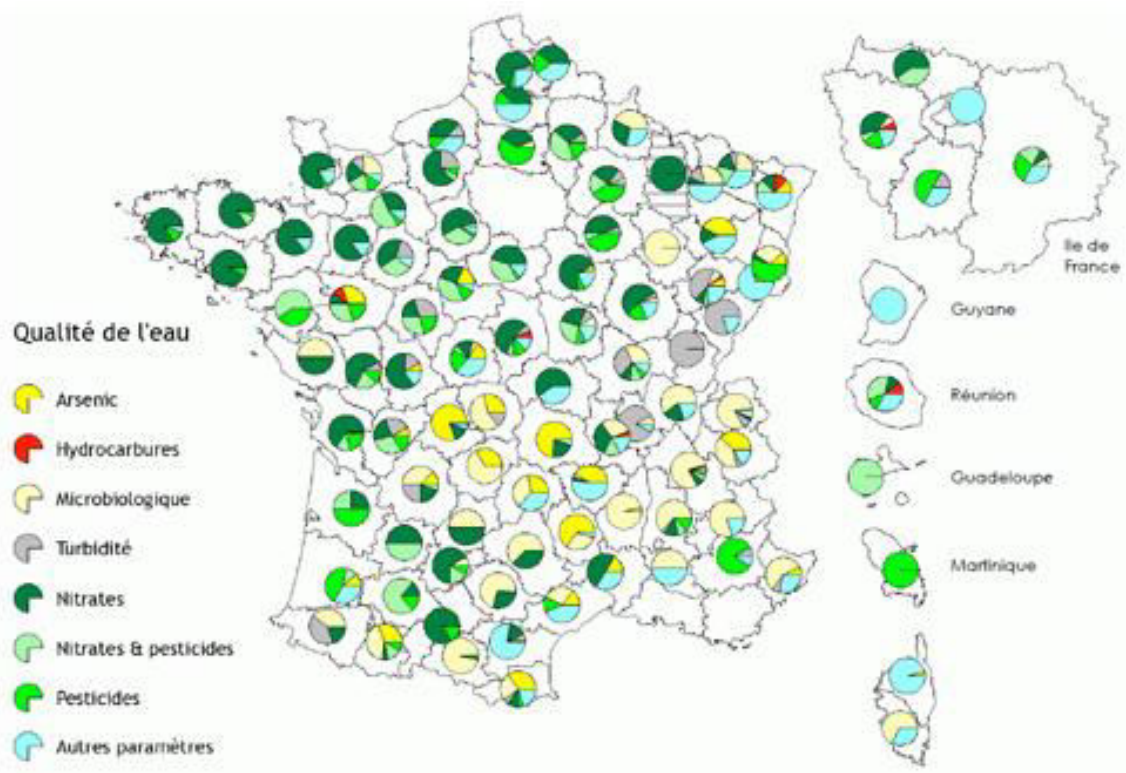 Qualité de l'eau
Arsenic
Hydrocarbures
Microbiologique
Turbidité
Nitrates
Nitrates & pesticides
Pesticides
Autres paramètres
Ile de
France
Guyane
Réunion
Guadeloupe
Martinique